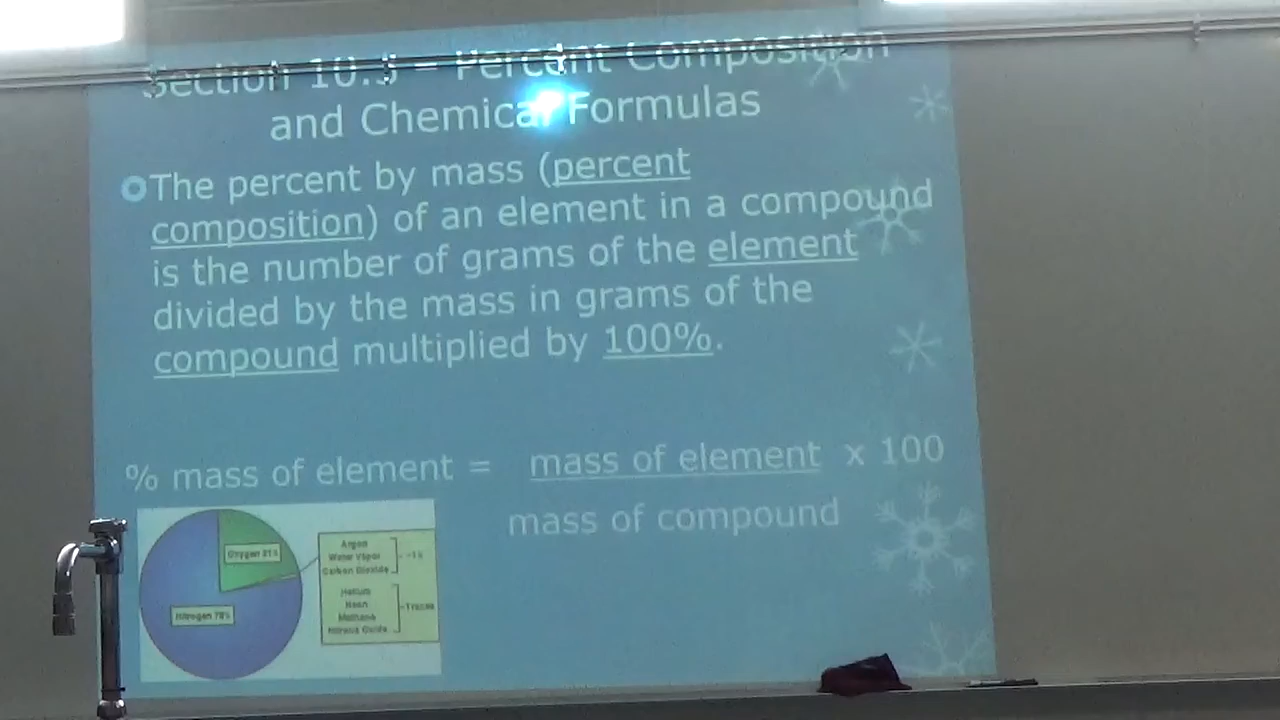 Section 10.3 – Percent Composition
and Chemical Formulas
The percent by mass (percent
composition) of an element in a compound
is the number of grams of the element
divided by the mass in grams of the
compound multiplied by 100%.
% mass of element = mass of element x 100
mass of compound
Oxygen 21%
Nitrogen 78%
Argon
Water Vapor
Carbon Dioxide
~1%
Helium
Neon
Methane
Nitrous Oxide
Traces